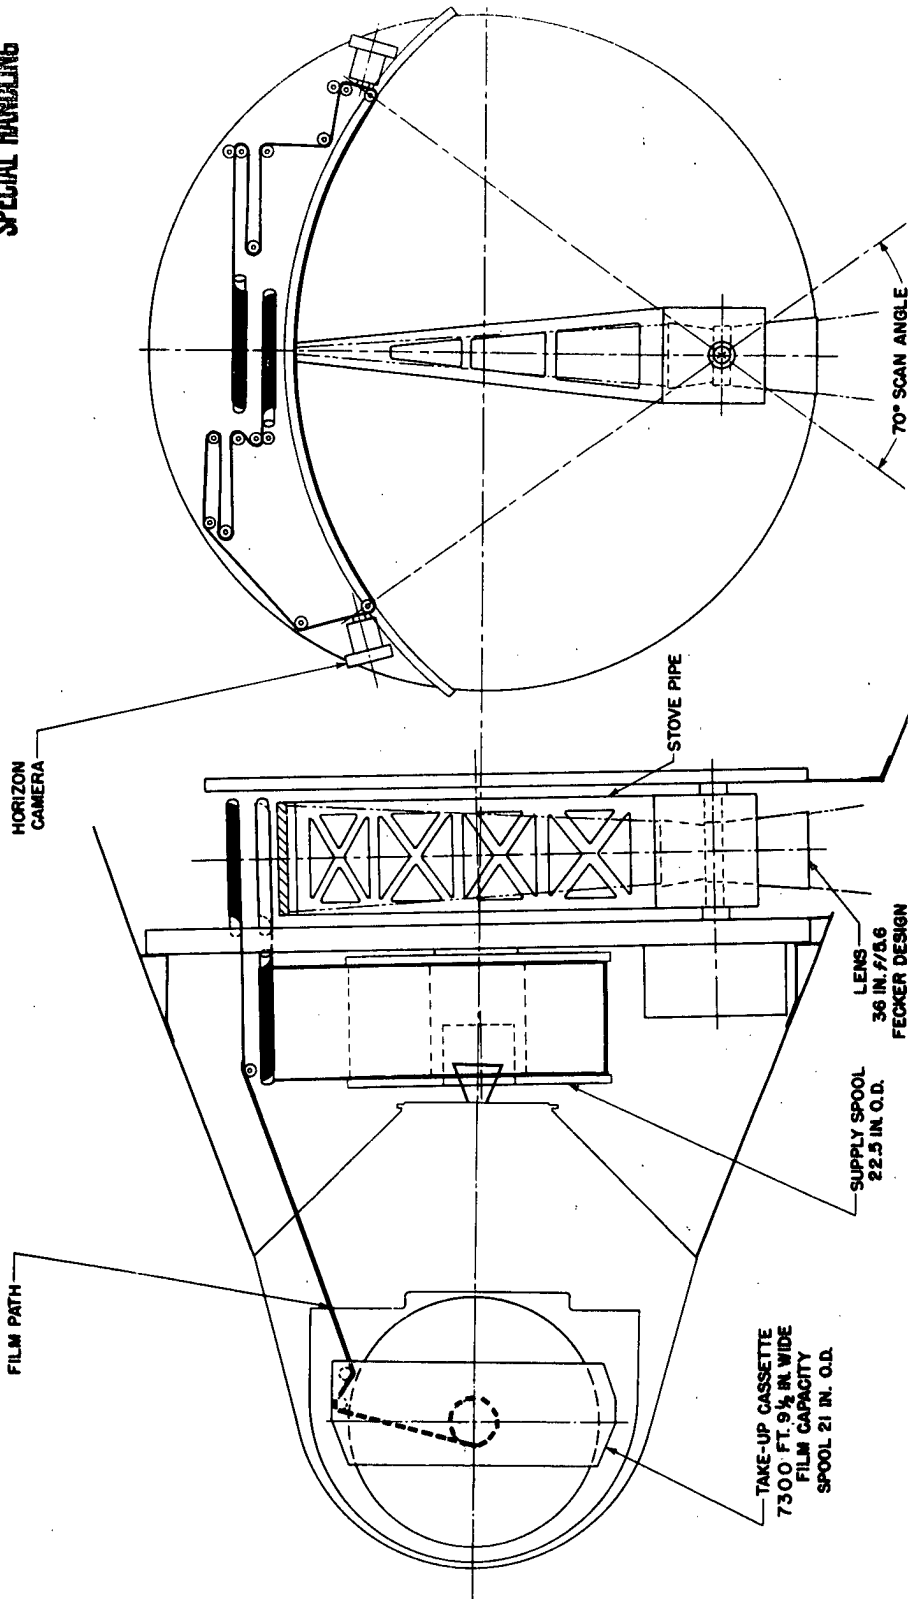 SPECIAL HANDLING
HORIZON
CAMERA
FILM PATH
STOVE PIPE
70° SCAN ANGLE
LENS
36 IN. F/5.6
FECKER DESIGN
SUPPLY SPOOL
22.5 IN. O.D.
TAKE-UP CASSETTE
7300 FT. 9½ IN. WIDE
FILM CAPACITY
SPOOL 21 IN. O.D.